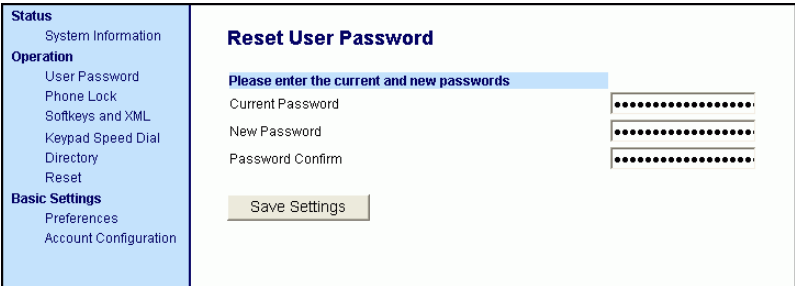 Status
System Information
Operation
User Password
Phone Lock
Softkeys and XML
Keypad Speed Dial
Directory
Reset
Basic Settings
Preferences
Account Configuration
Reset User Password
Please enter the current and new passwords
Current Password ●●●●●●●●●●●●●●●●●●●
New Password ●●●●●●●●●●●●●●●●●●●
Password Confirm ●●●●●●●●●●●●●●●●●●●
Save Settings